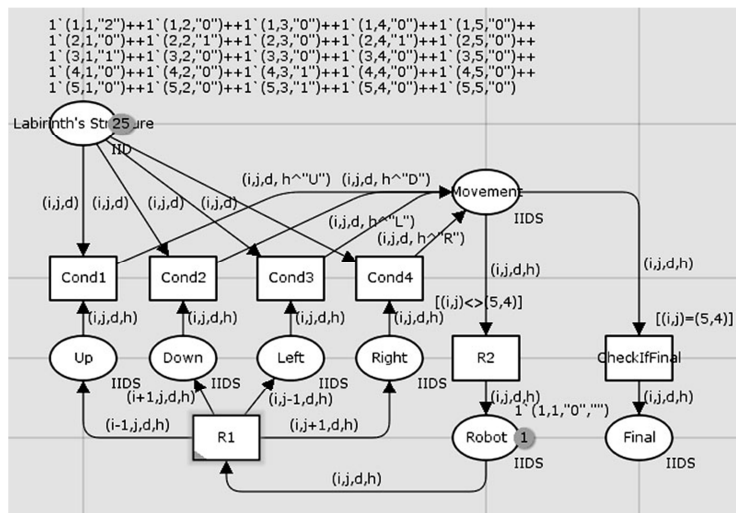 1`(1,1,"2")++1`(1,2,"0")++1`(1,3,"0")++1`(1,4,"0")++1`(1,5,"0")++
1`(2,1,"0")++1`(2,2,"1")++1`(2,3,"0")++1`(2,4,"1")++1`(2,5,"0")++
1`(3,1,"1")++1`(3,2,"0")++1`(3,3,"0")++1`(3,4,"0")++1`(3,5,"0")++
1`(4,1,"0")++1`(4,2,"0")++1`(4,3,"1")++1`(4,4,"0")++1`(4,5,"0")++
1`(5,1,"0")++1`(5,2,"0")++1`(5,3,"1")++1`(5,4,"0")++1`(5,5,"0")
Labirinth's Structure
25
IID
(i,j,d, h^"U")
(i,j,d, h^"D")
Movement
IIDS
(i,j,d)
(i,j,d)
(i,j,d)
(i,j,d)
(i,j,d, h^"L")
(i,j,d, h^"R")
(i,j,d,h)
(i,j,d,h)
Cond1
Cond2
Cond3
Cond4
[(i,j)<>(5,4)]
[(i,j)=(5,4)]
(i,j,d,h)
(i,j,d,h)
(i,j,d,h)
(i,j,d,h)
Up
Down
Left
Right
R2
CheckIfFinal
IIDS
IIDS
IIDS
IIDS
(i+1,j,d,h)
(i,j-1,d,h)
(i,j,d,h)
(i,j,d,h)
1`(1,1,"0","")
(i-1,j,d,h)
R1
(i,j+1,d,h)
Robot
1
Final
IIDS
IIDS
(i,j,d,h)